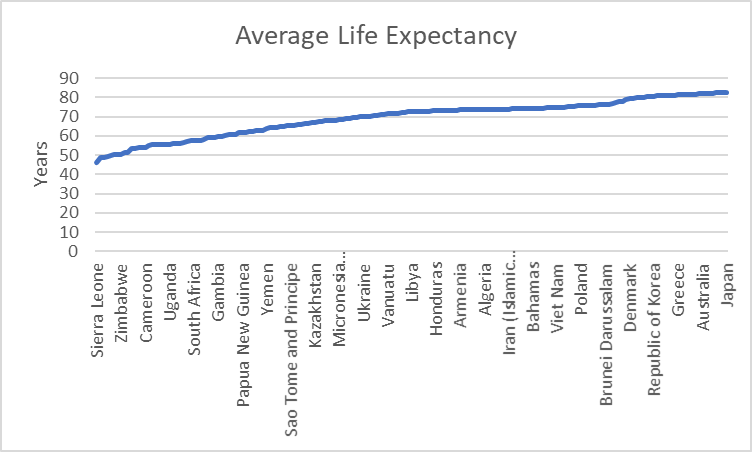 Average Life Expectancy
Years
90
80
70
60
50
40
30
20
10
0
Sierra Leone
Zimbabwe
Cameroon
Uganda
South Africa
Gambia
Papua New Guinea
Yemen
Sao Tome and Principe
Kazakhstan
Micronesia…
Ukraine
Vanuatu
Libya
Honduras
Armenia
Algeria
Iran (Islamic…
Bahamas
Viet Nam
Poland
Brunei Darussalam
Denmark
Republic of Korea
Greece
Australia
Japan